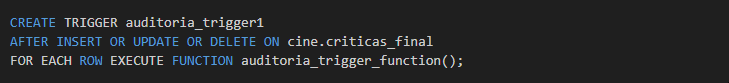 CREATE TRIGGER auditoria_trigger1
AFTER INSERT OR UPDATE OR DELETE ON cine.criticas_final
FOR EACH ROW EXECUTE FUNCTION auditoria_trigger_function();